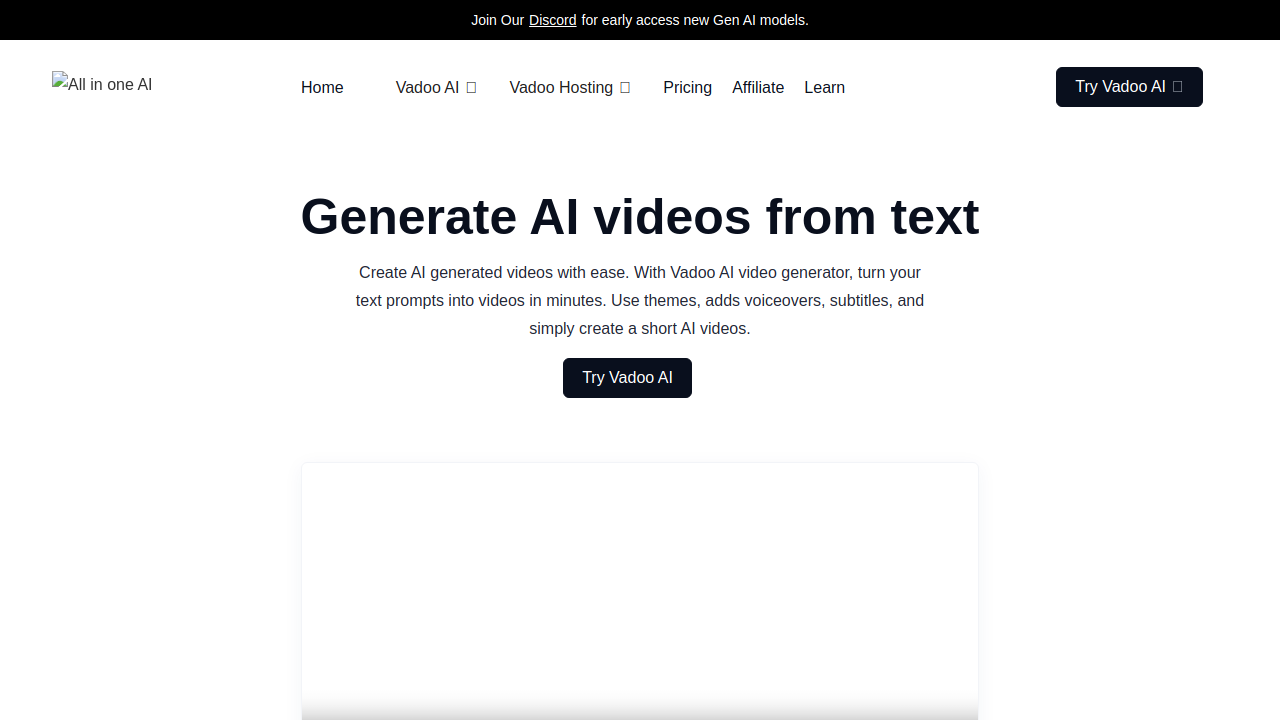 Join Our Discord for early access new Gen AI models.
All in one AI
Home
Vadoo AI
Vadoo Hosting
Pricing
Affiliate
Learn
Try Vadoo AI
Generate AI videos from text
Create AI generated videos with ease. With Vadoo AI video generator, turn your
text prompts into videos in minutes. Use themes, adds voiceovers, subtitles, and
simply create a short AI videos.
Try Vadoo AI